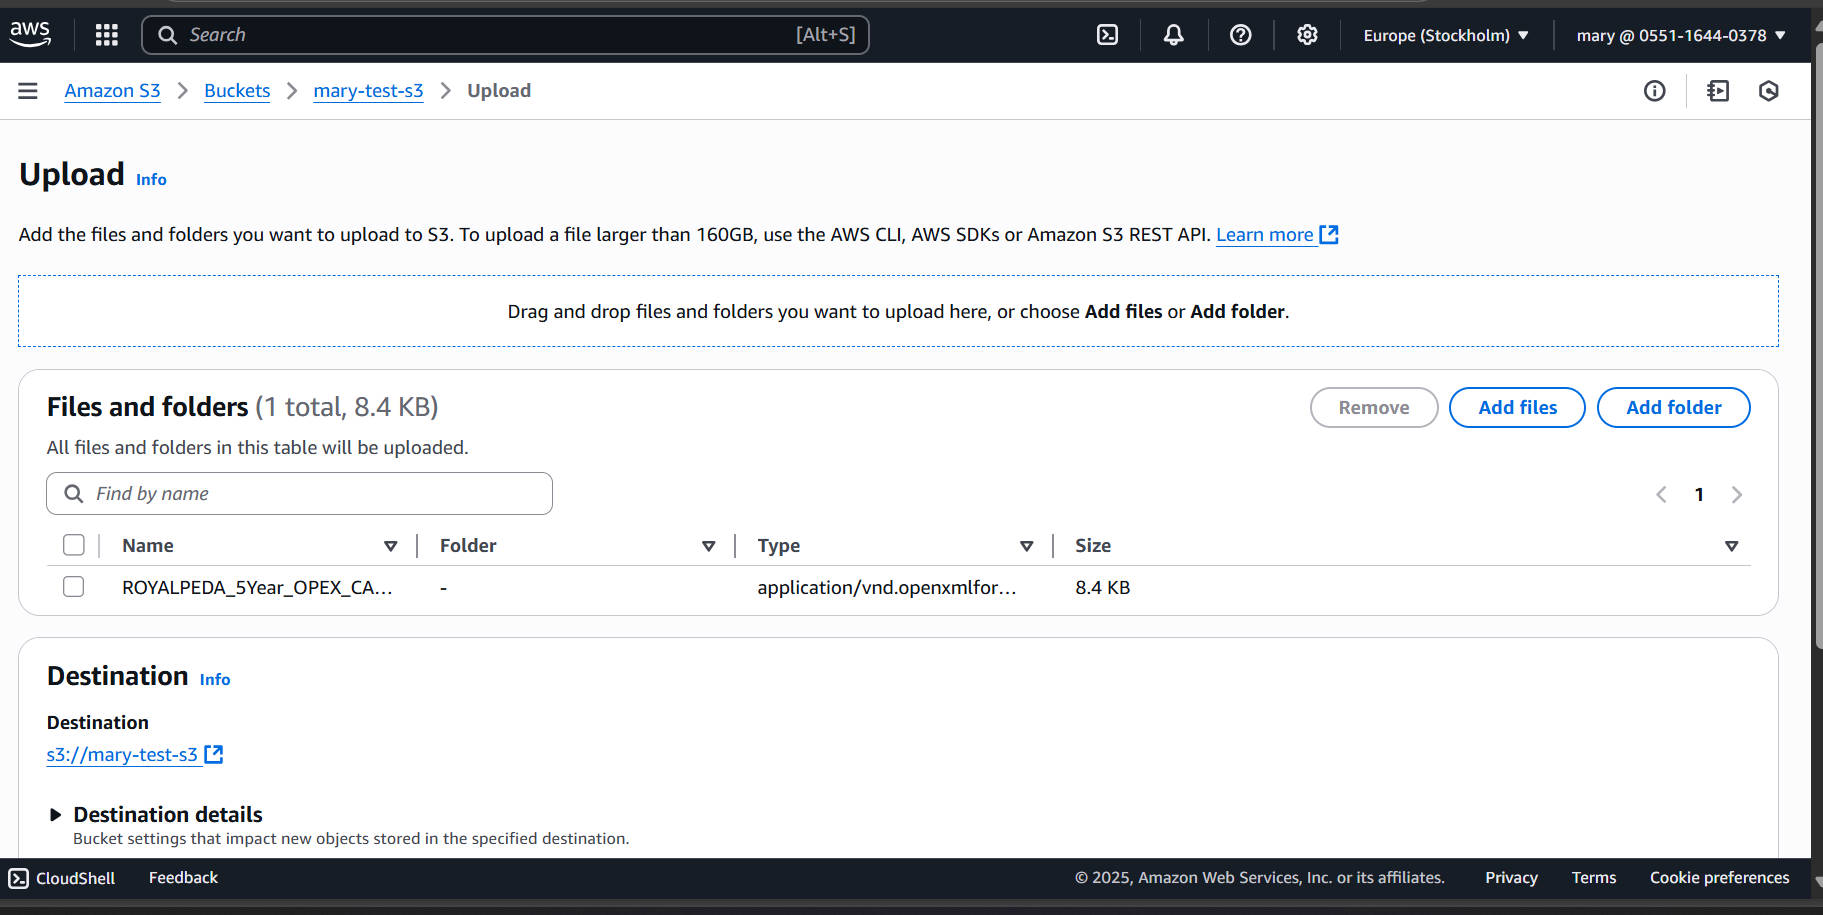 aws
Search [Alt+S]
Europe (Stockholm)
mary @ 0551-1644-0378
Amazon S3 Buckets mary-test-s3 Upload
Upload Info
Add the files and folders you want to upload to S3. To upload a file larger than 160GB, use the AWS CLI, AWS SDKs or Amazon S3 REST API. Learn more
Drag and drop files and folders you want to upload here, or choose Add files or Add folder.
Files and folders (1 total, 8.4 KB)
Remove Add files Add folder
All files and folders in this table will be uploaded.
Find by name
1
Name Folder Type Size
ROYALPEDA_5Year_OPEX_CA... - application/vnd.openxmlfor... 8.4 KB
Destination Info
Destination
s3://mary-test-s3
Destination details
Bucket settings that impact new objects stored in the specified destination.
CloudShell Feedback © 2025, Amazon Web Services, Inc. or its affiliates. Privacy Terms Cookie preferences